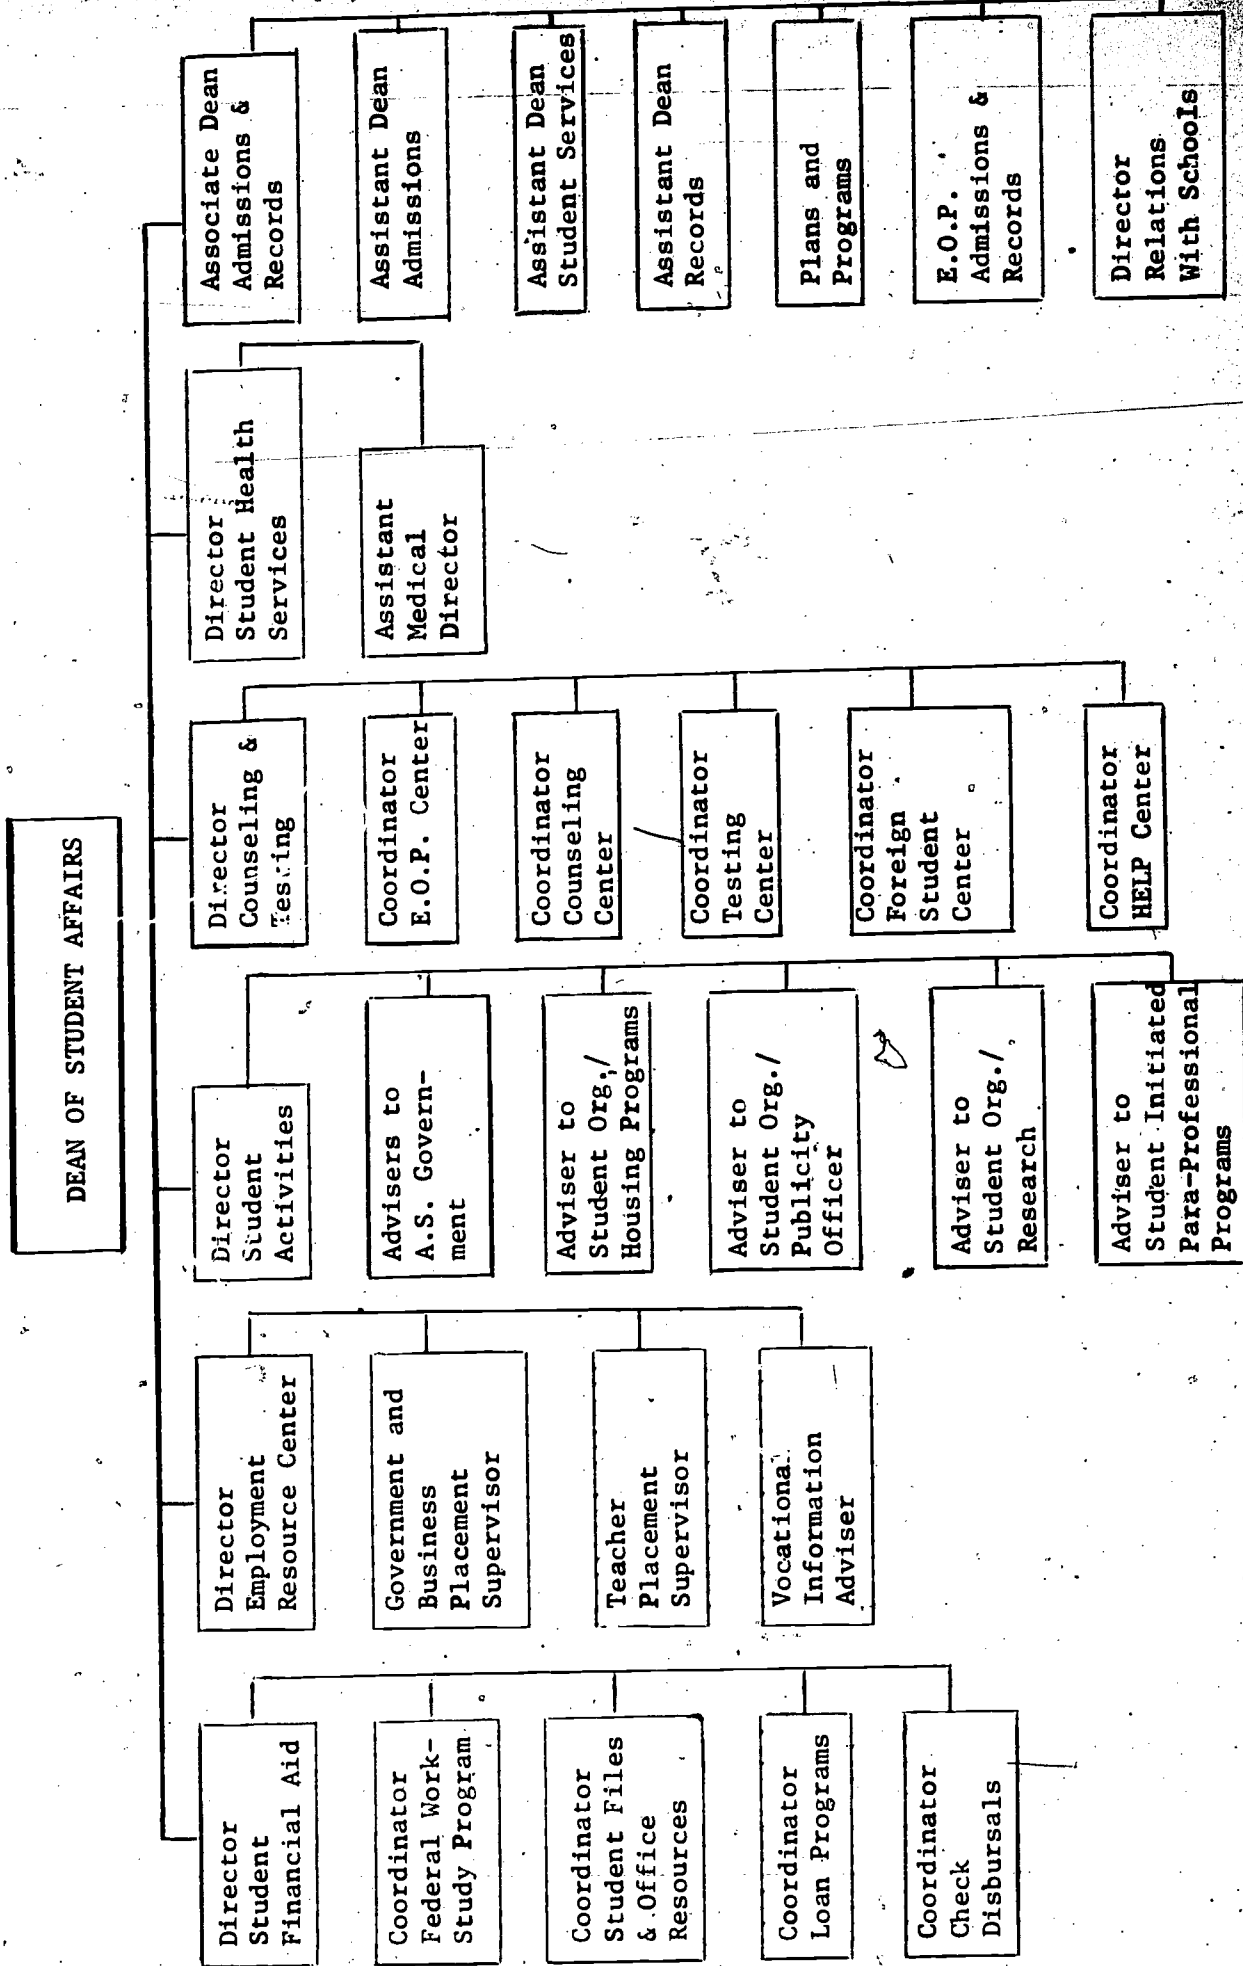 DEAN OF STUDENT AFFAIRS
Director
Student
Financial Aid
Coordinator
Federal Work-
Study Program
Coordinator
Student Files
& Office
Resources
Coordinator
Loan Programs
Coordinator
Check
Disbursals
Director
Employment
Resource Center
Government and
Business
Placement
Supervisor
Teacher
Placement
Supervisor
Vocational
Information
Adviser
Director
Student
Activities
Advisers to
A.S. Govern-
ment
Adviser to
Student Org./
Housing Programs
Adviser to
Student Org./
Publicity
Officer
Adviser to
Student Org./
Research
Adviser to
Student Initiated
Para-Professional
Programs
Director
Counseling &
Testing
Coordinator
E.O.P. Center
Coordinator
Counseling
Center
Coordinator
Testing
Center
Coordinator
Foreign
Student
Center
Coordinator
HELP Center
Director
Student Health
Services
Assistant
Medical
Director
Associate Dean
Admissions &
Records
Assistant Dean
Admissions
Assistant Dean
Student Services
Assistant Dean
Records
Plans and
Programs
E.O.P.
Admissions &
Records
Director
Relations
With Schools